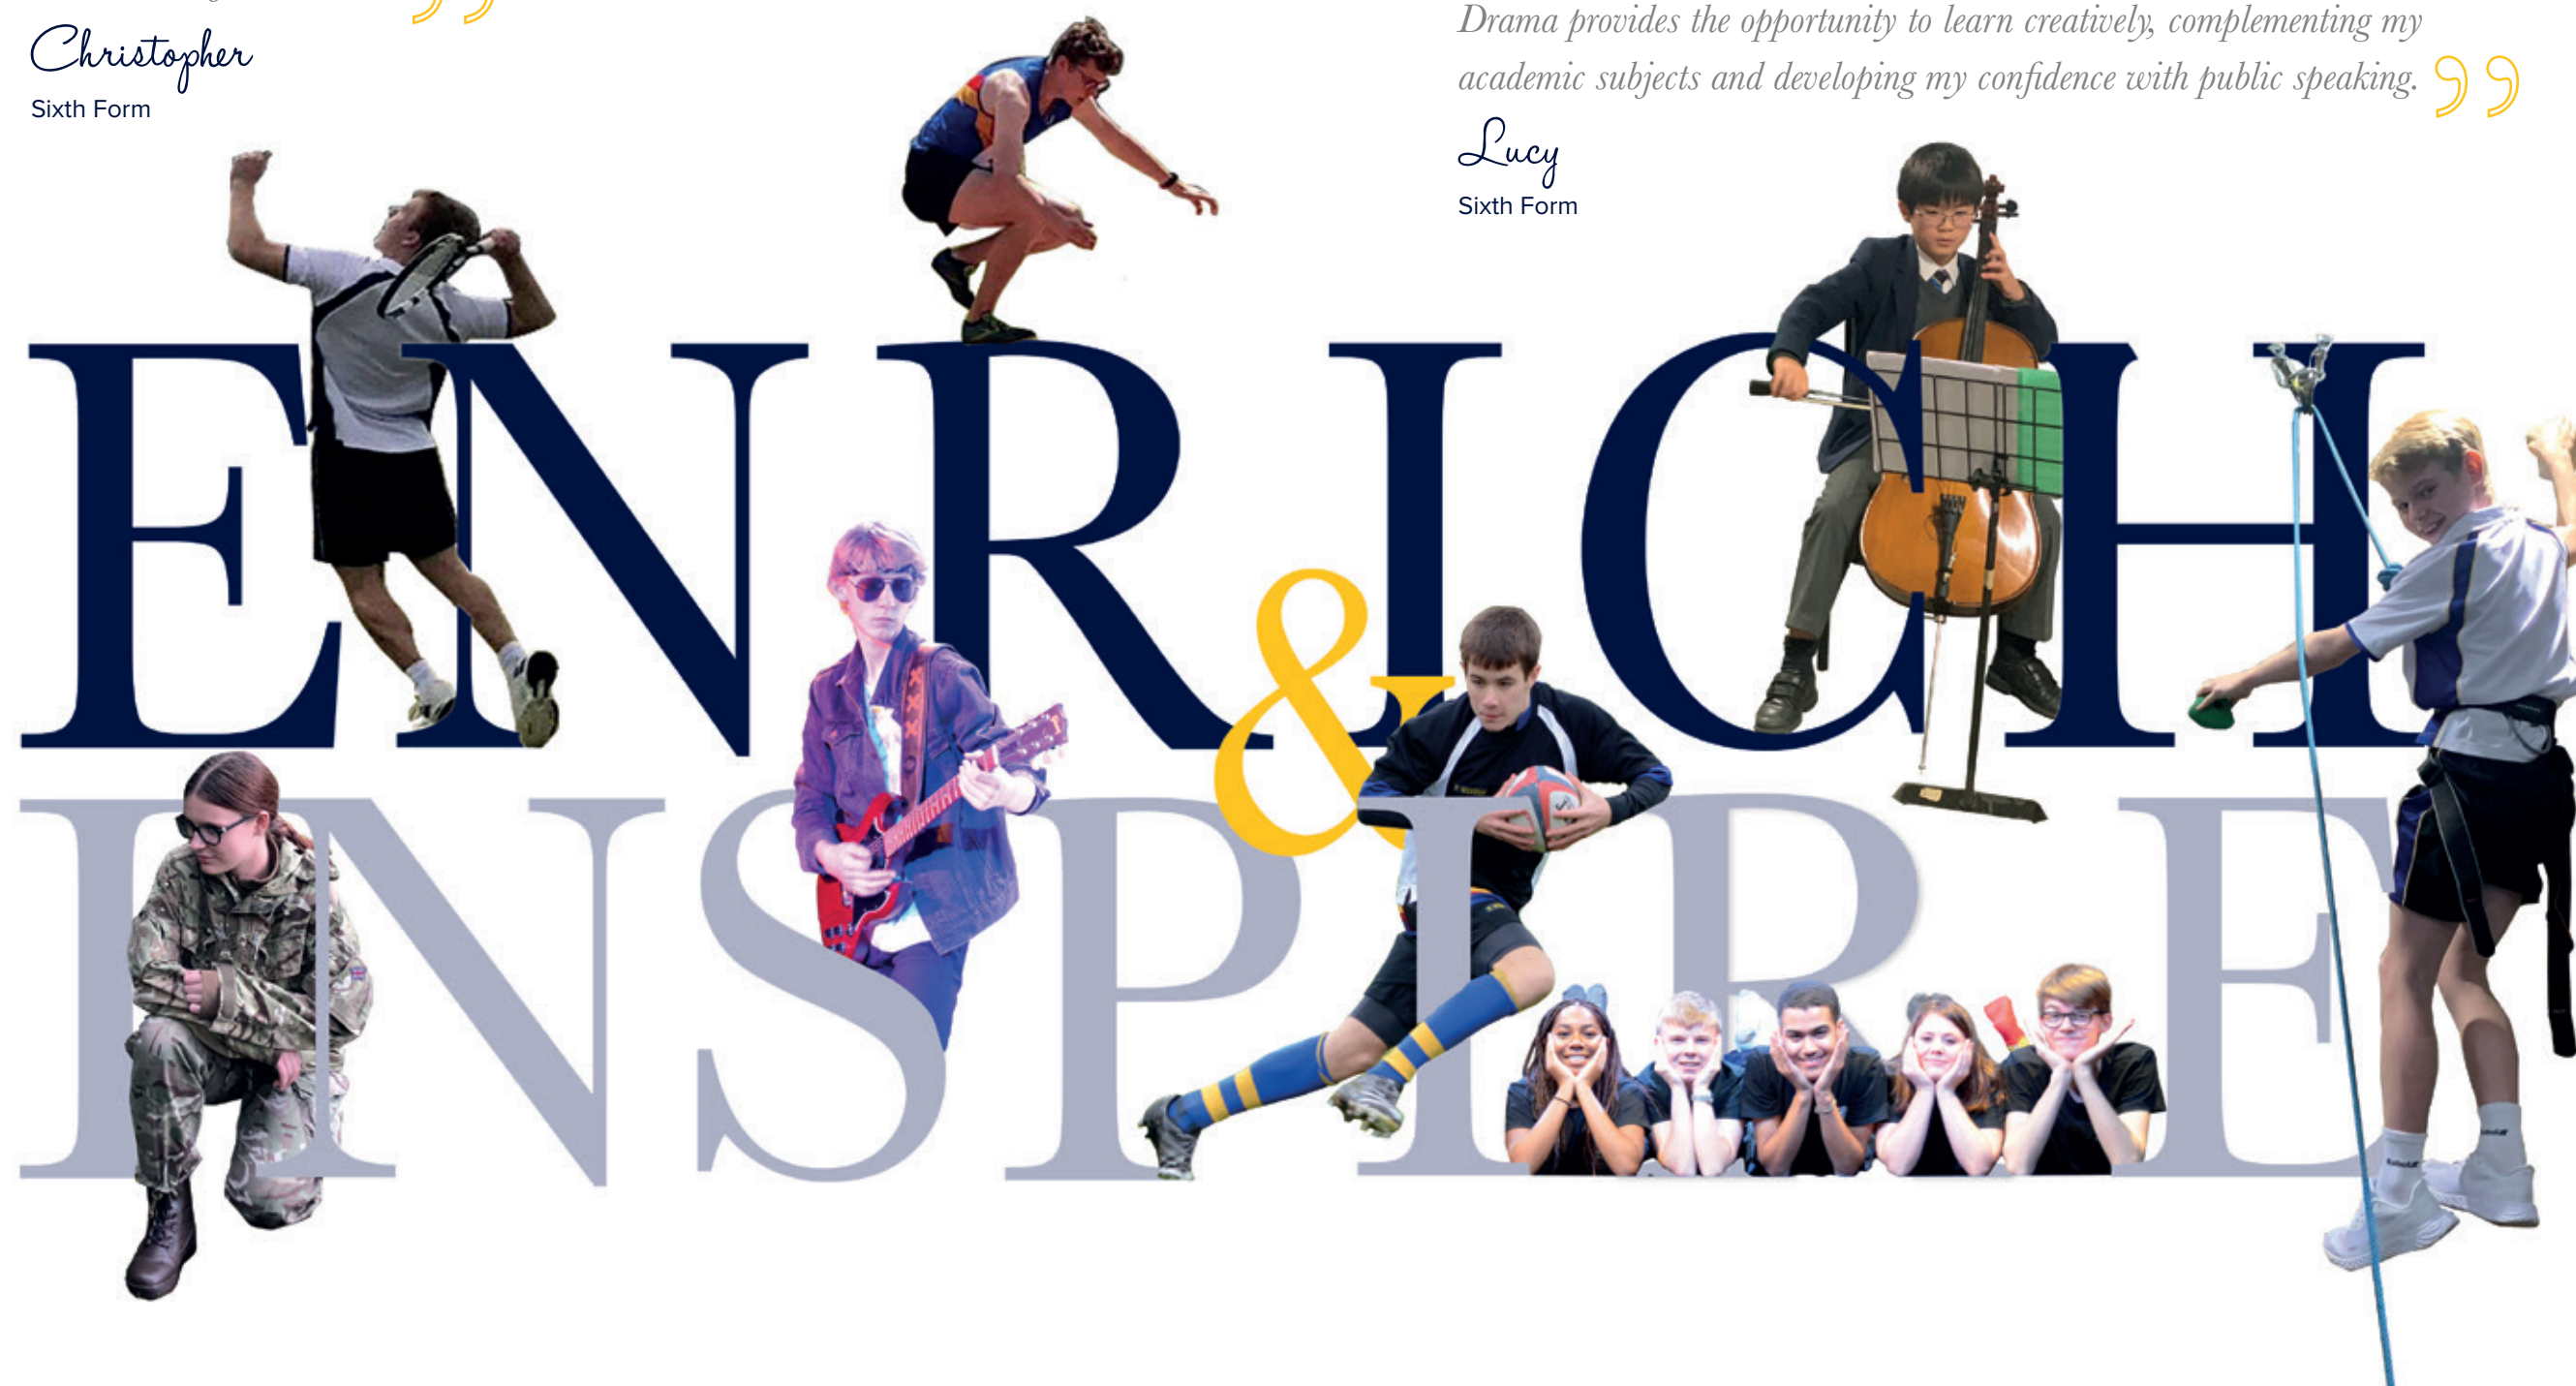 Christopher
Sixth Form
Drama provides the opportunity to learn creatively, complementing my
academic subjects and developing my confidence with public speaking.”
Lucy
Sixth Form
ENRICH
&
INSPIRE